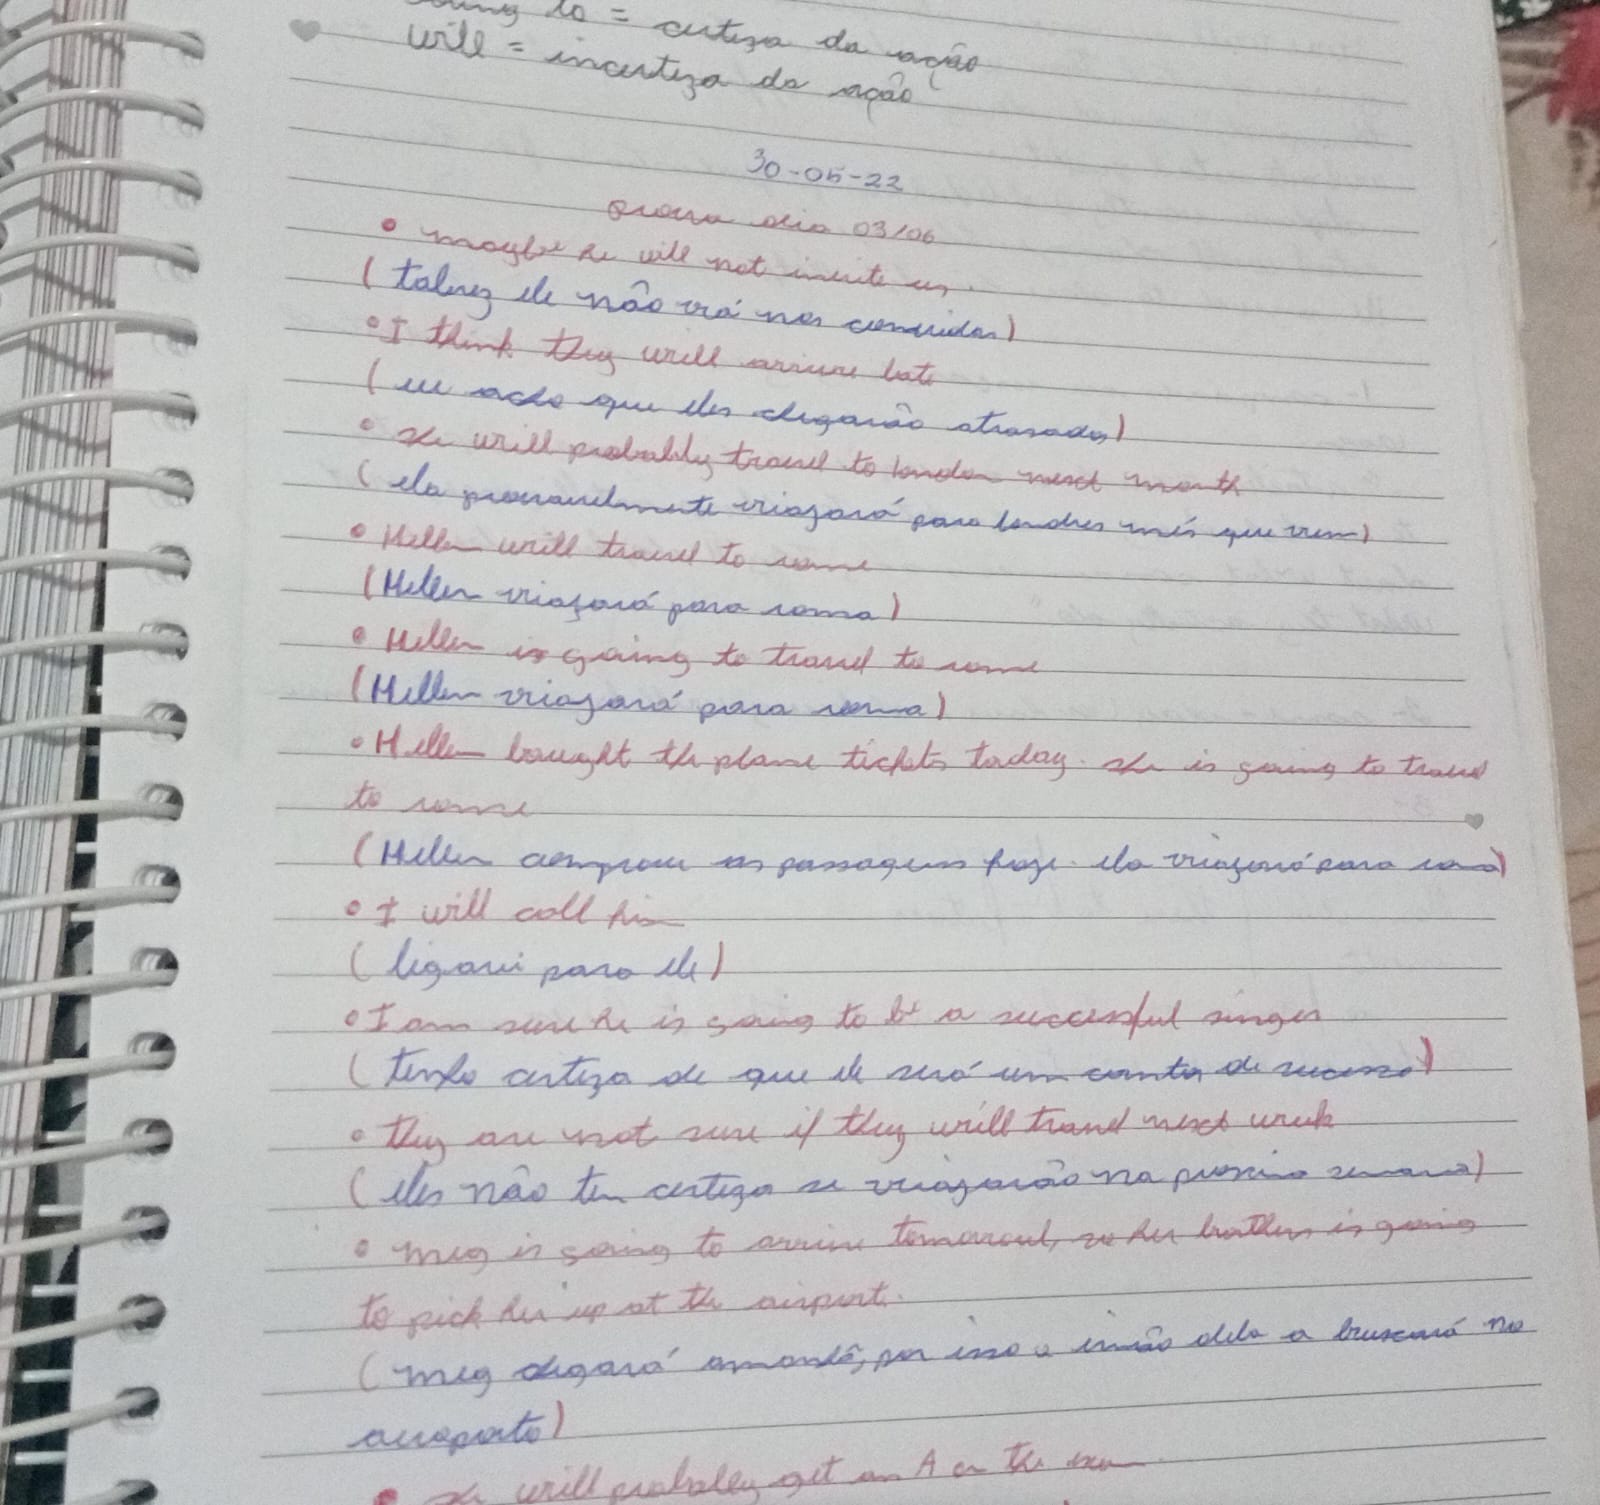 going to = certeza da ação
will = incerteza da ação
30-05-22
prova dia 03/06
• maybe he will not invite us.
(talvez ele não irá nos convidar)
• I think they will arrive late
(eu acho que eles chegarão atrasados)
• she will probably travel to london next month
(ela provavelmente viajará para londres mês que vem)
• Hellen will travel to rome
(Hellen viajará para roma)
• Hellen is going to travel to rome
(Hellen viajará para roma)
• Hellen bought the plane tickets today. she is going to travel
to rome
(Hellen comprou as passagens hoje. ela viajará para roma)
• I will call him
(ligarei para ele)
• I am sure he is going to be a successful singer
(tenho certeza de que ele será um cantor de sucesso)
• they are not sure if they will travel next week
(eles não tem certeza se viajarão na próxima semana)
• meg is going to arrive tomorrow, so her brother is going
to pick her up at the airport.
(meg chegará amanhã, por isso o irmão dela a buscará no
aeroporto)
• she will probably get an A on the exam